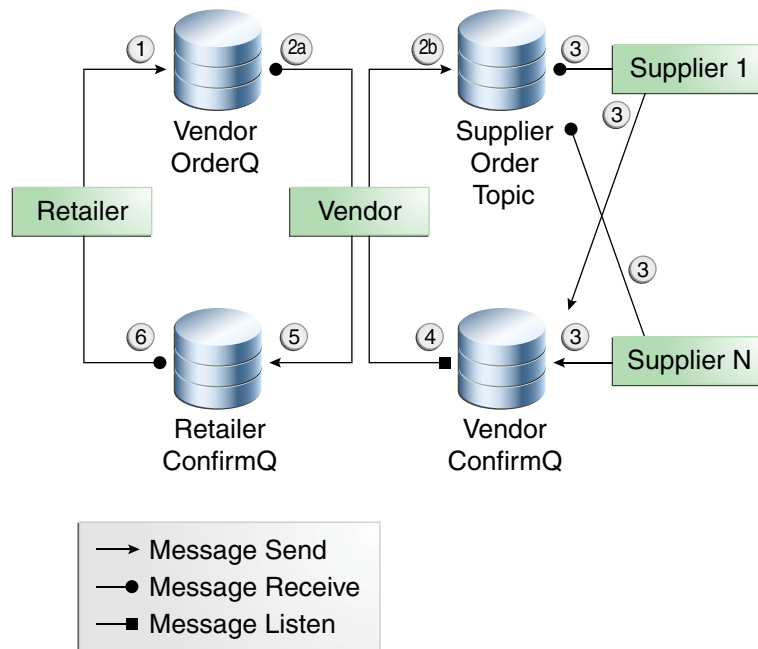 1
2a
2b
3
Supplier 1
3
Vendor
OrderQ
Supplier
Order
Topic
Retailer
Vendor
3
6
5
4
3
Supplier N
Retailer
ConfirmQ
Vendor
ConfirmQ
Message Send
Message Receive
Message Listen